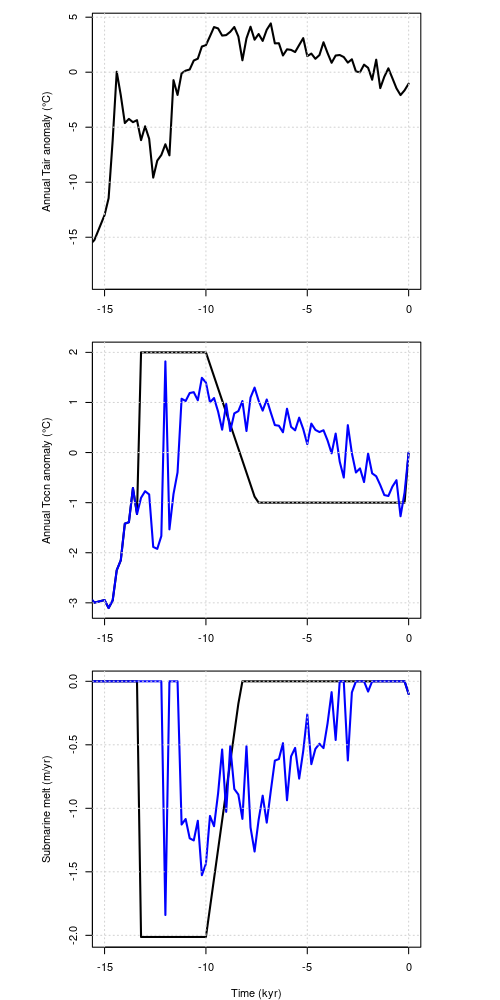 Annual Tair anomaly (°C)
5
0
-5
-10
-15
-15 -10 -5 0
Annual Tocn anomaly (°C)
2
1
0
-1
-2
-3
-15 -10 -5 0
Submarine melt (m/yr)
0.0
-0.5
-1.0
-1.5
-2.0
-15 -10 -5 0
Time (kyr)